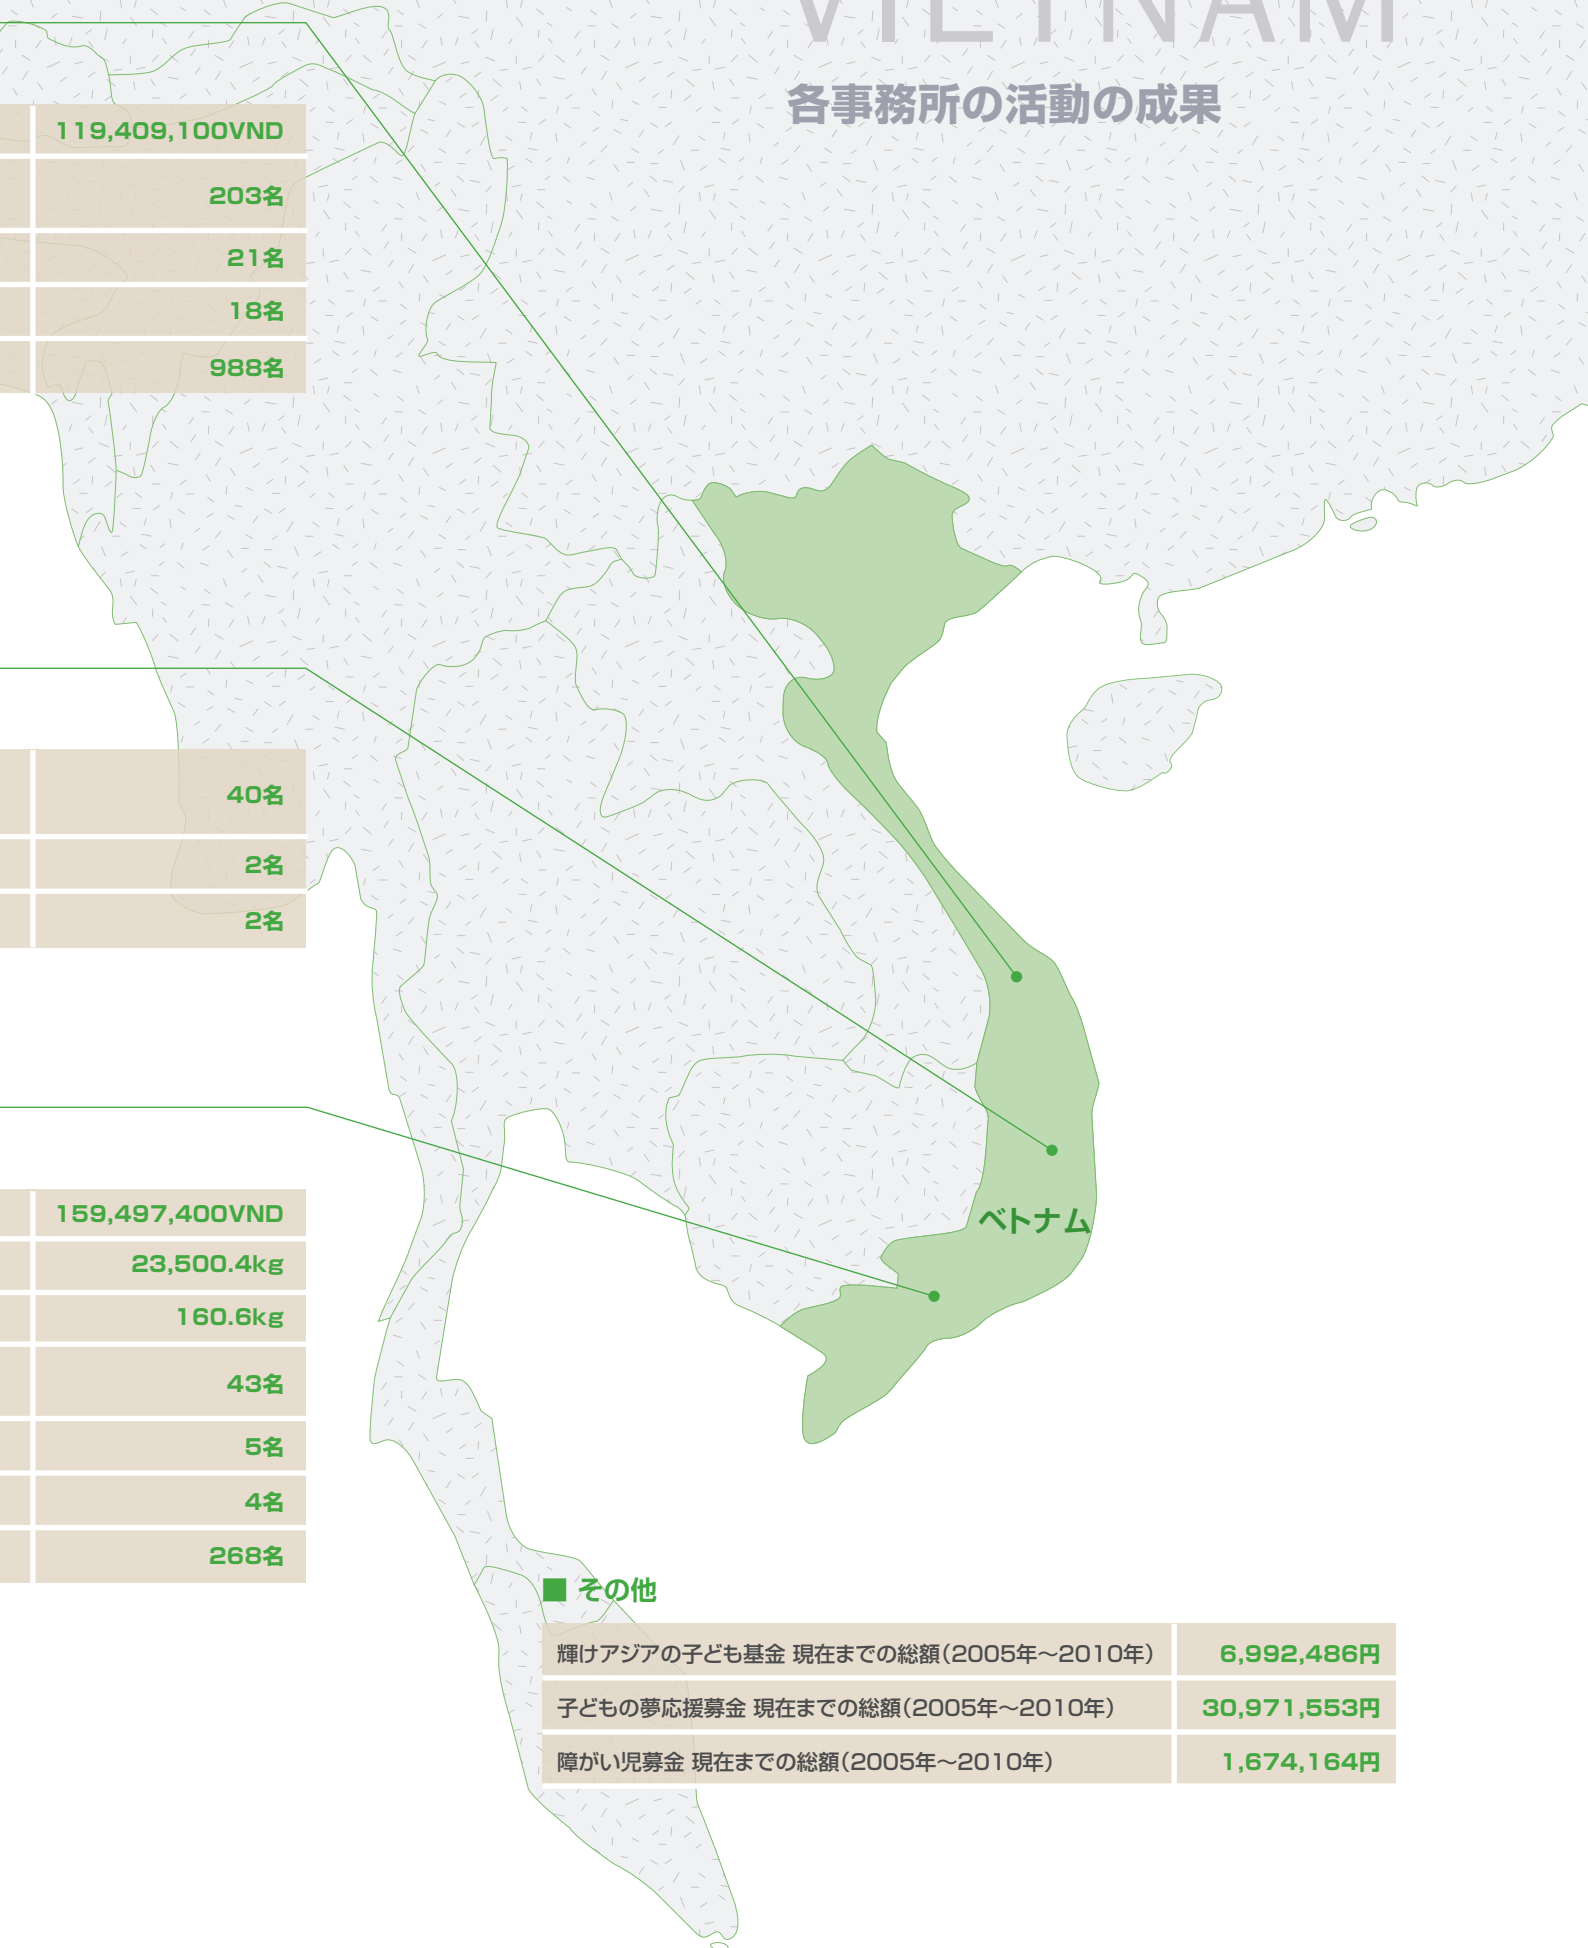 VIETNAM
各事務所の活動の成果
119,409,100VND
203名
21名
18名
988名
40名
2名
2名
159,497,400VND
23,500.4kg
160.6kg
43名
5名
4名
268名
ベトナム
■ その他
輝けアジアの子ども基金 現在までの総額(2005年〜2010年) 6,992,486円
子どもの夢応援募金 現在までの総額(2005年〜2010年) 30,971,553円
障がい児募金 現在までの総額(2005年〜2010年) 1,674,164円